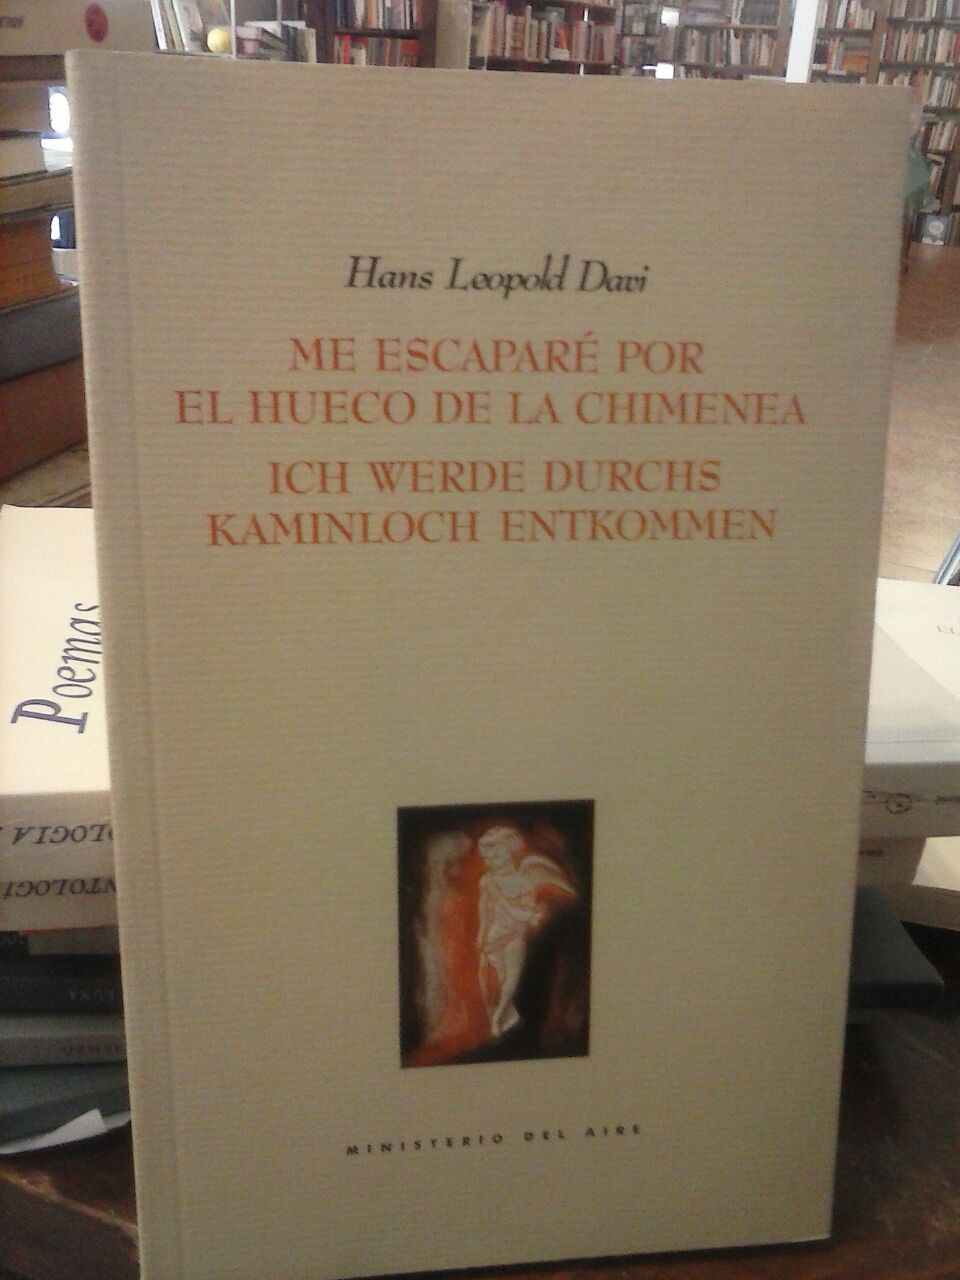 Hans Leopold Davi
ME ESCAPARÉ POR
EL HUECO DE LA CHIMENEA
ICH WERDE DURCHS
KAMINLOCH ENTKOMMEN
MINISTERIO DEL AIRE
Poemas